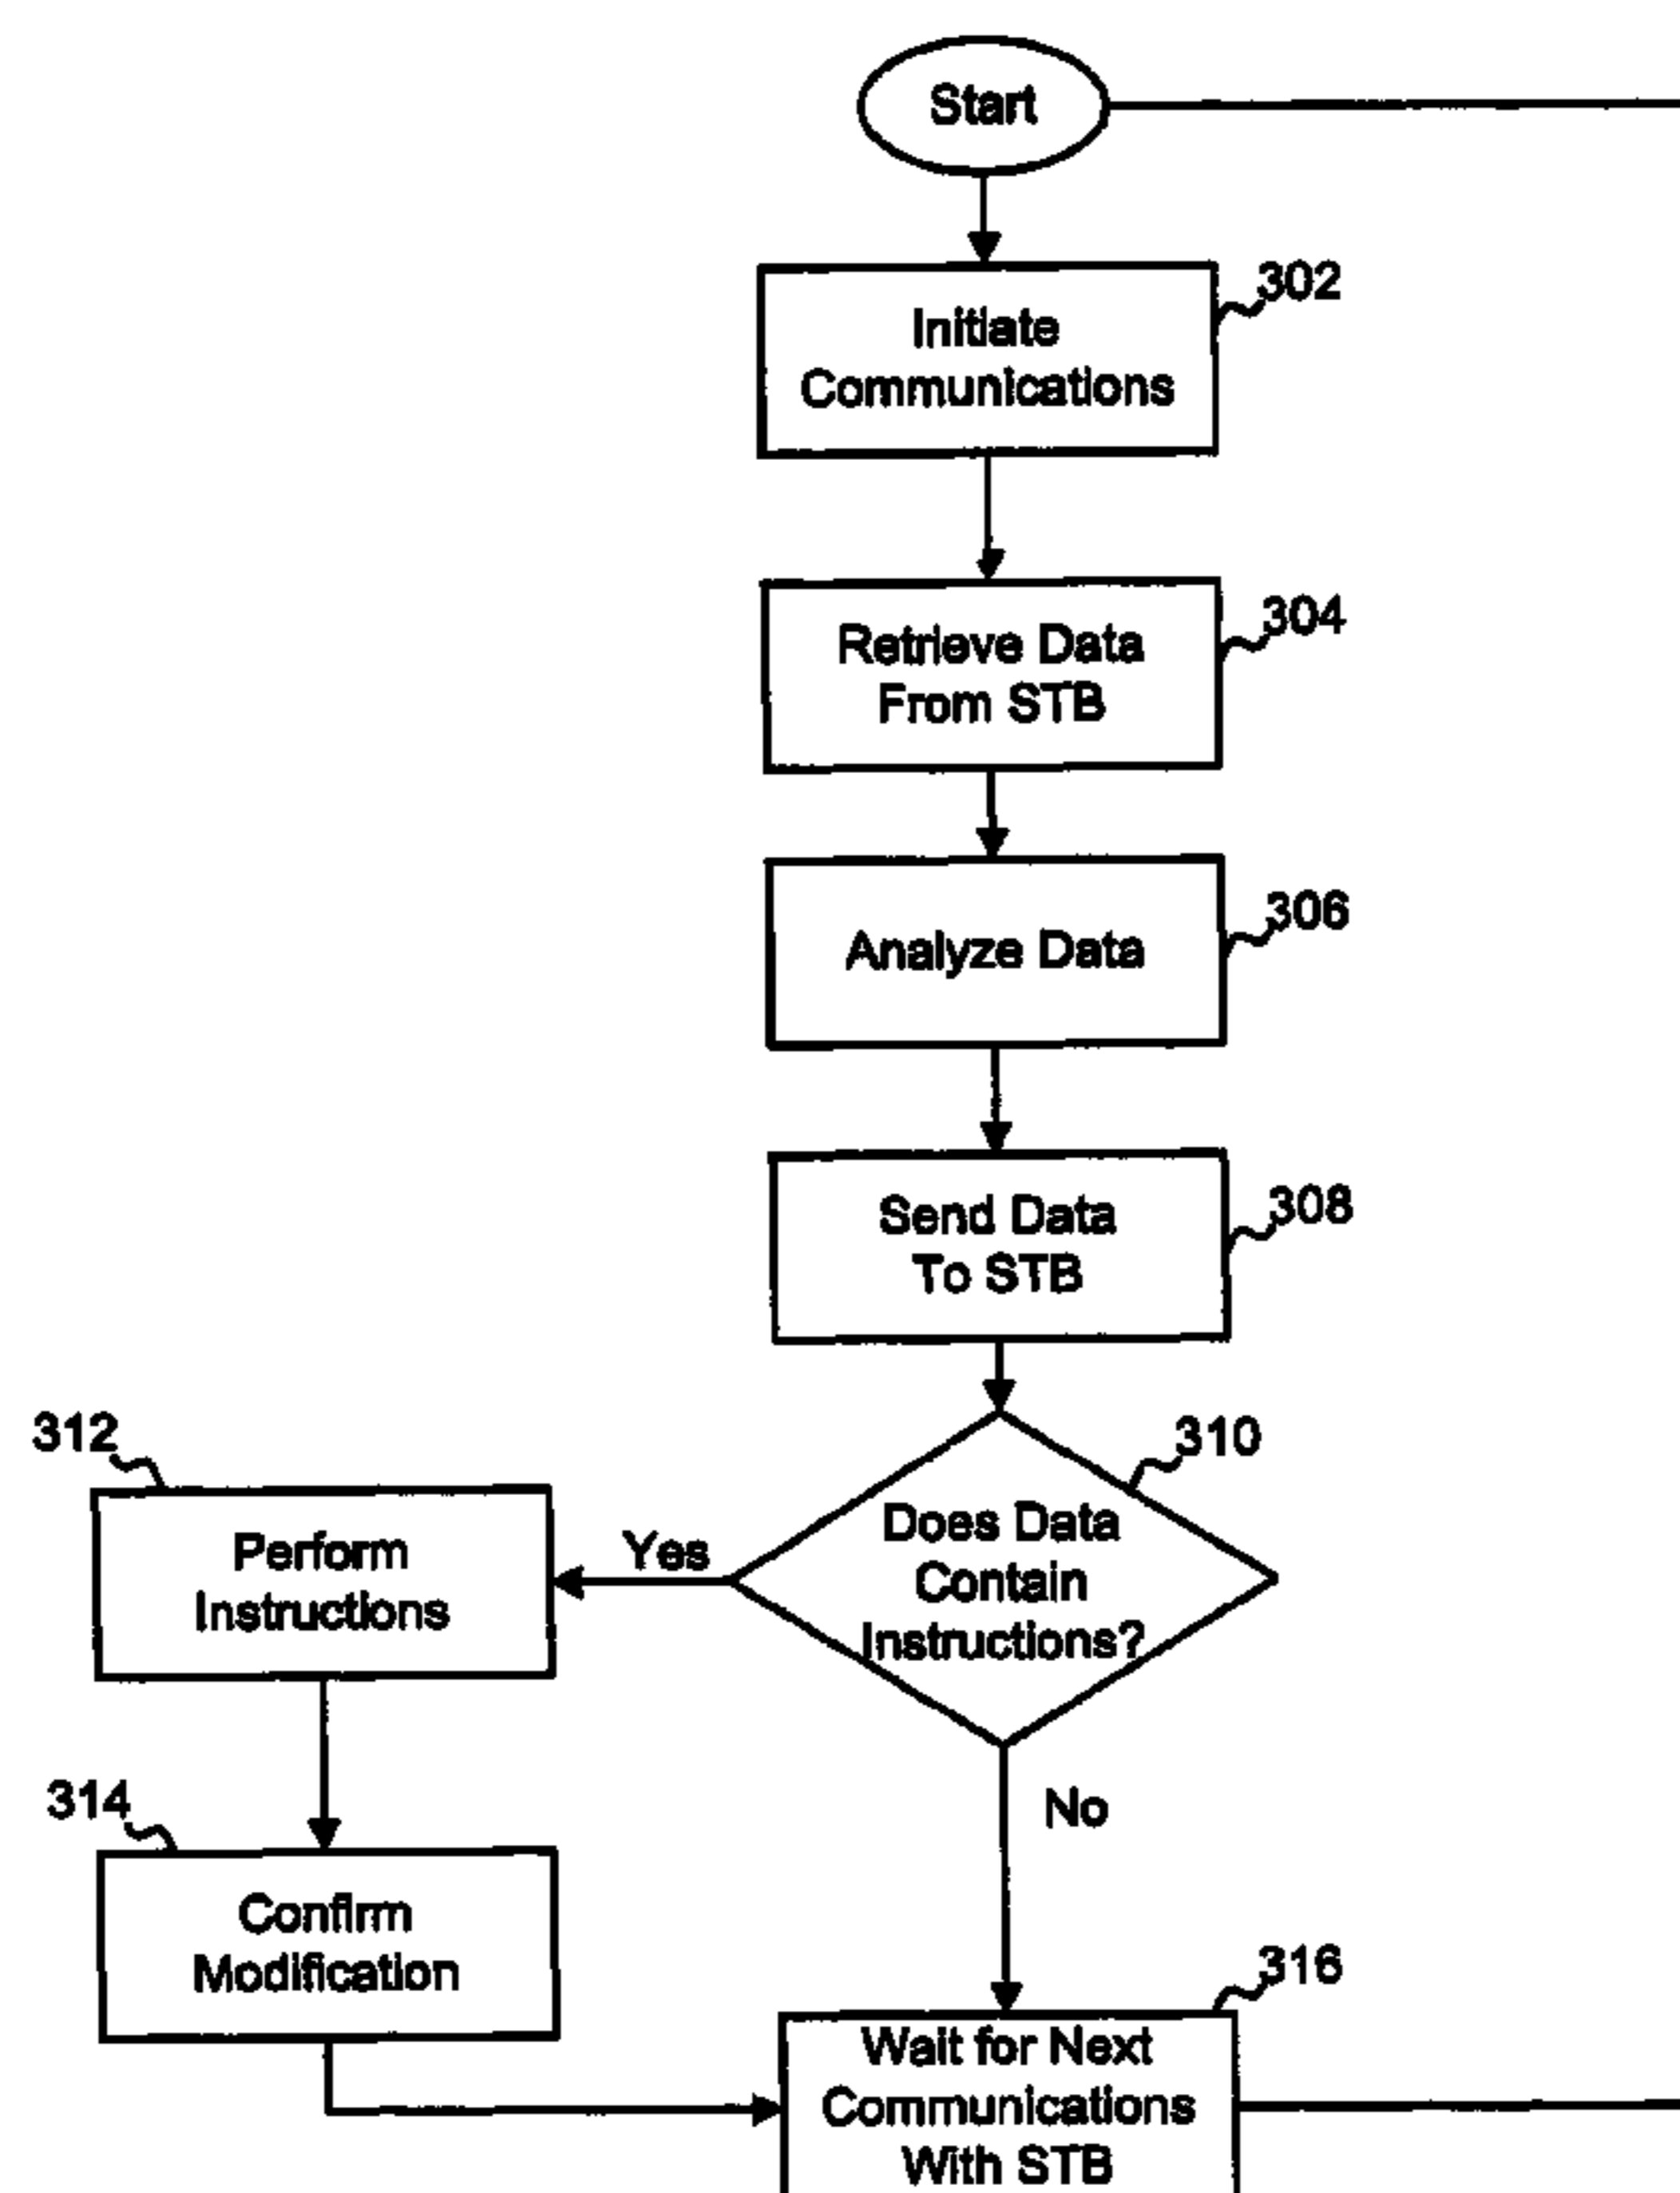 Start
302
Initiate
Communications
304
Retrieve Data
From STB
306
Analyze Data
308
Send Data
To STB
310
Does Data
Contain
Instructions?
Yes
312
Perform
Instructions
314
Confirm
Modification
No
316
Wait for Next
Communications
With STB